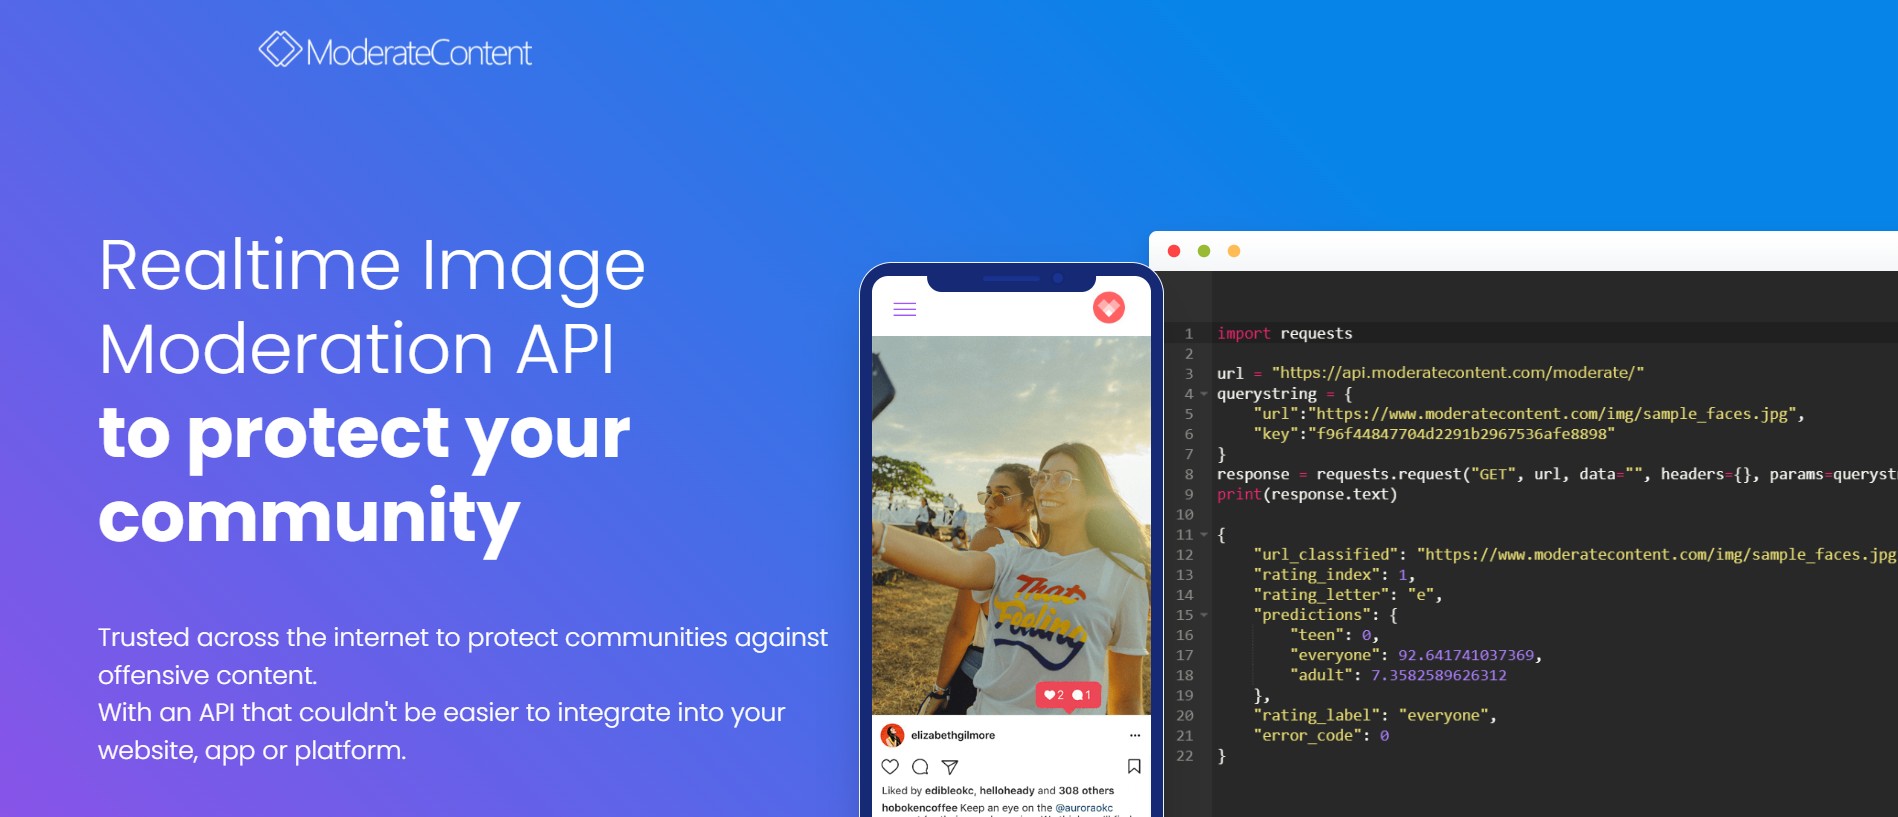 ModerateContent
Realtime Image
Moderation API
to protect your
community
Trusted across the internet to protect communities against
offensive content.
With an API that couldn't be easier to integrate into your
website, app or platform.
That
Feeling
2 1
elizabethgilmore
Liked by edibleokc, helloheady and 308 others
hobokencoffee Keep an eye on the @auroraokc
1 import requests
2
3 url = "https://api.moderatecontent.com/moderate/"
4 querystring = {
5 "url":"https://www.moderatecontent.com/img/sample_faces.jpg",
6 "key":"f96f44847704d2291b2967536afe8898"
7 }
8 response = requests.request("GET", url, data="", headers={}, params=queryst
9 print(response.text)
10
11 {
12 "url_classified": "https://www.moderatecontent.com/img/sample_faces.jpg
13 "rating_index": 1,
14 "rating_letter": "e",
15 "predictions": {
16 "teen": 0,
17 "everyone": 92.641741037369,
18 "adult": 7.3582589626312
19 },
20 "rating_label": "everyone",
21 "error_code": 0
22 }